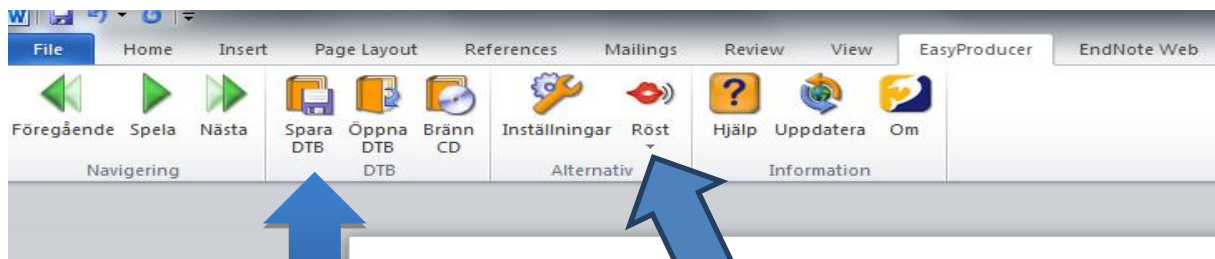 W
File Home Insert Page Layout References Mailings Review View EasyProducer EndNote Web
Föregående Spela Nästa Spara DTB Öppna DTB Bränn CD Inställningar Röst Hjälp Uppdatera Om
Navigering DTB Alternativ Information